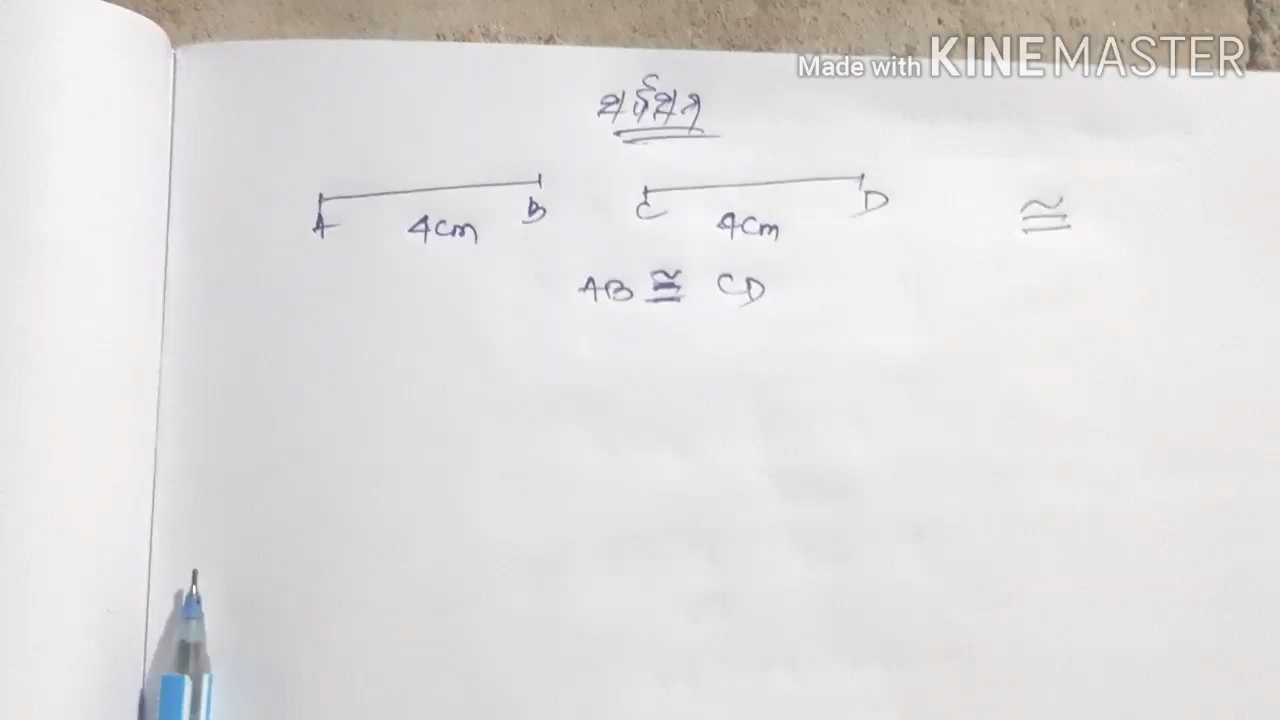 Made with KINEMASTER
A 4cm B C 4cm D ≅
AB ≅ CD